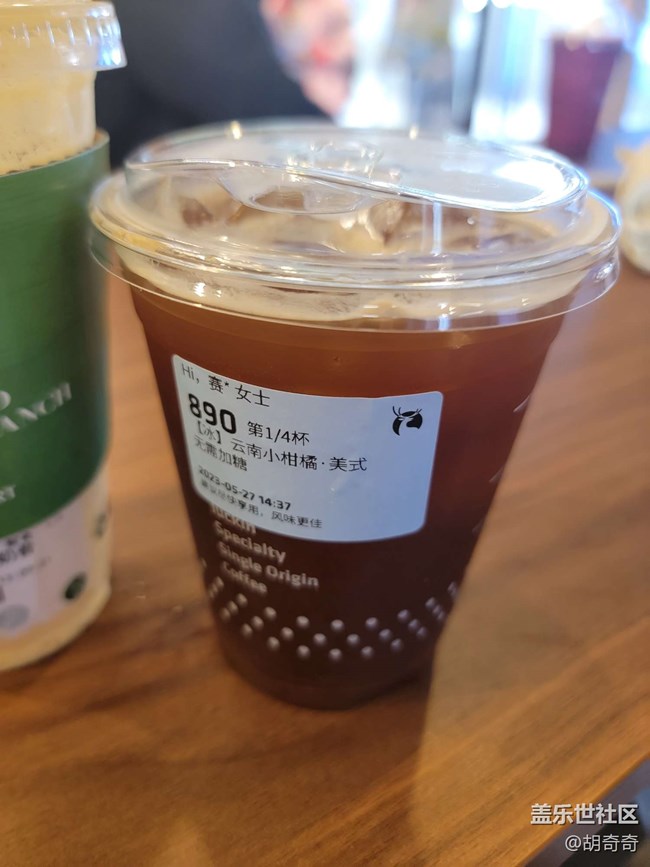 Hi，赛* 女士
890 第1/4杯
【冰】云南小柑橘·美式
无需加糖
2023-05-27 14:37
建议尽快享用，风味更佳
luckin
Specialty
Single Origin
Coffee
盖乐世社区
@胡奇奇